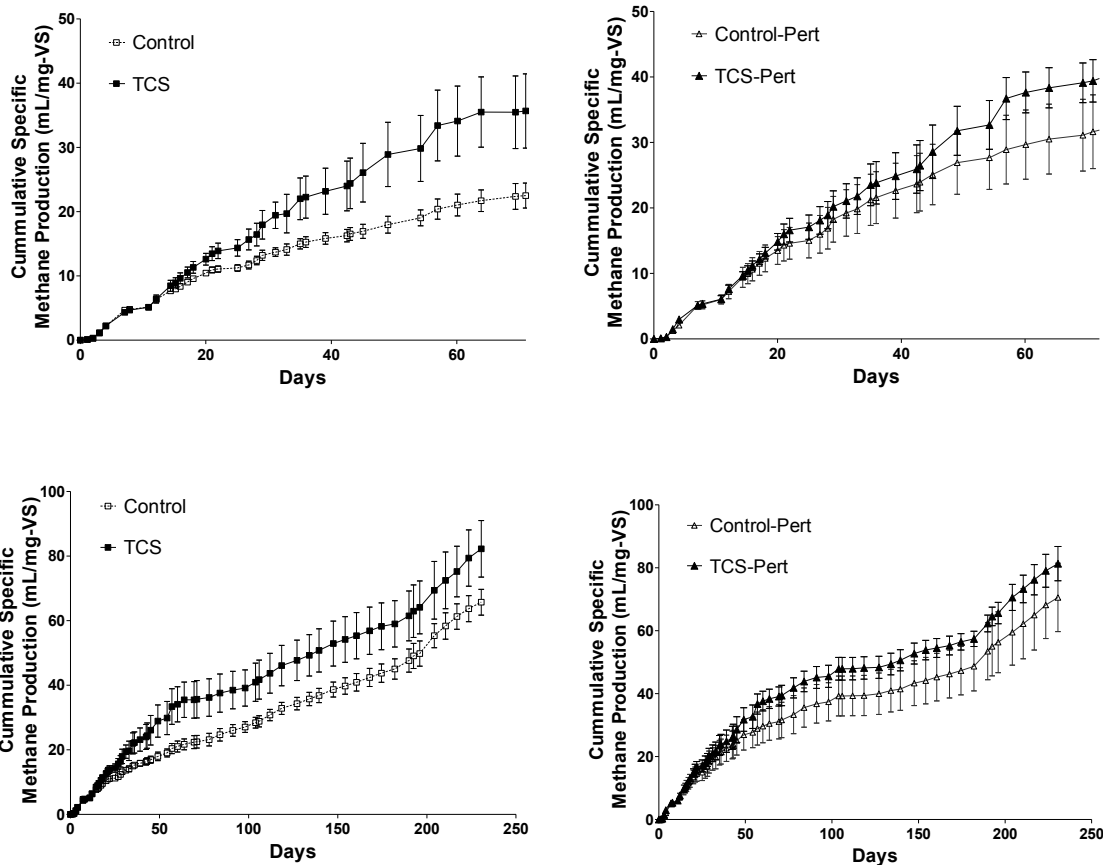 Cummulative Specific
Methane Production (mL/mg-VS)
50
40
30
20
10
0
Control
TCS
0 20 40 60
Days
Cummulative Specific
Methane Production (mL/mg-VS)
50
40
30
20
10
0
Control-Pert
TCS-Pert
0 20 40 60
Days
Cummulative Specific
Methane Production (mL/mg-VS)
100
80
60
40
20
0
Control
TCS
0 50 100 150 200 250
Days
Cummulative Specific
Methane Production (mL/mg-VS)
100
80
60
40
20
0
Control-Pert
TCS-Pert
0 50 100 150 200 250
Days